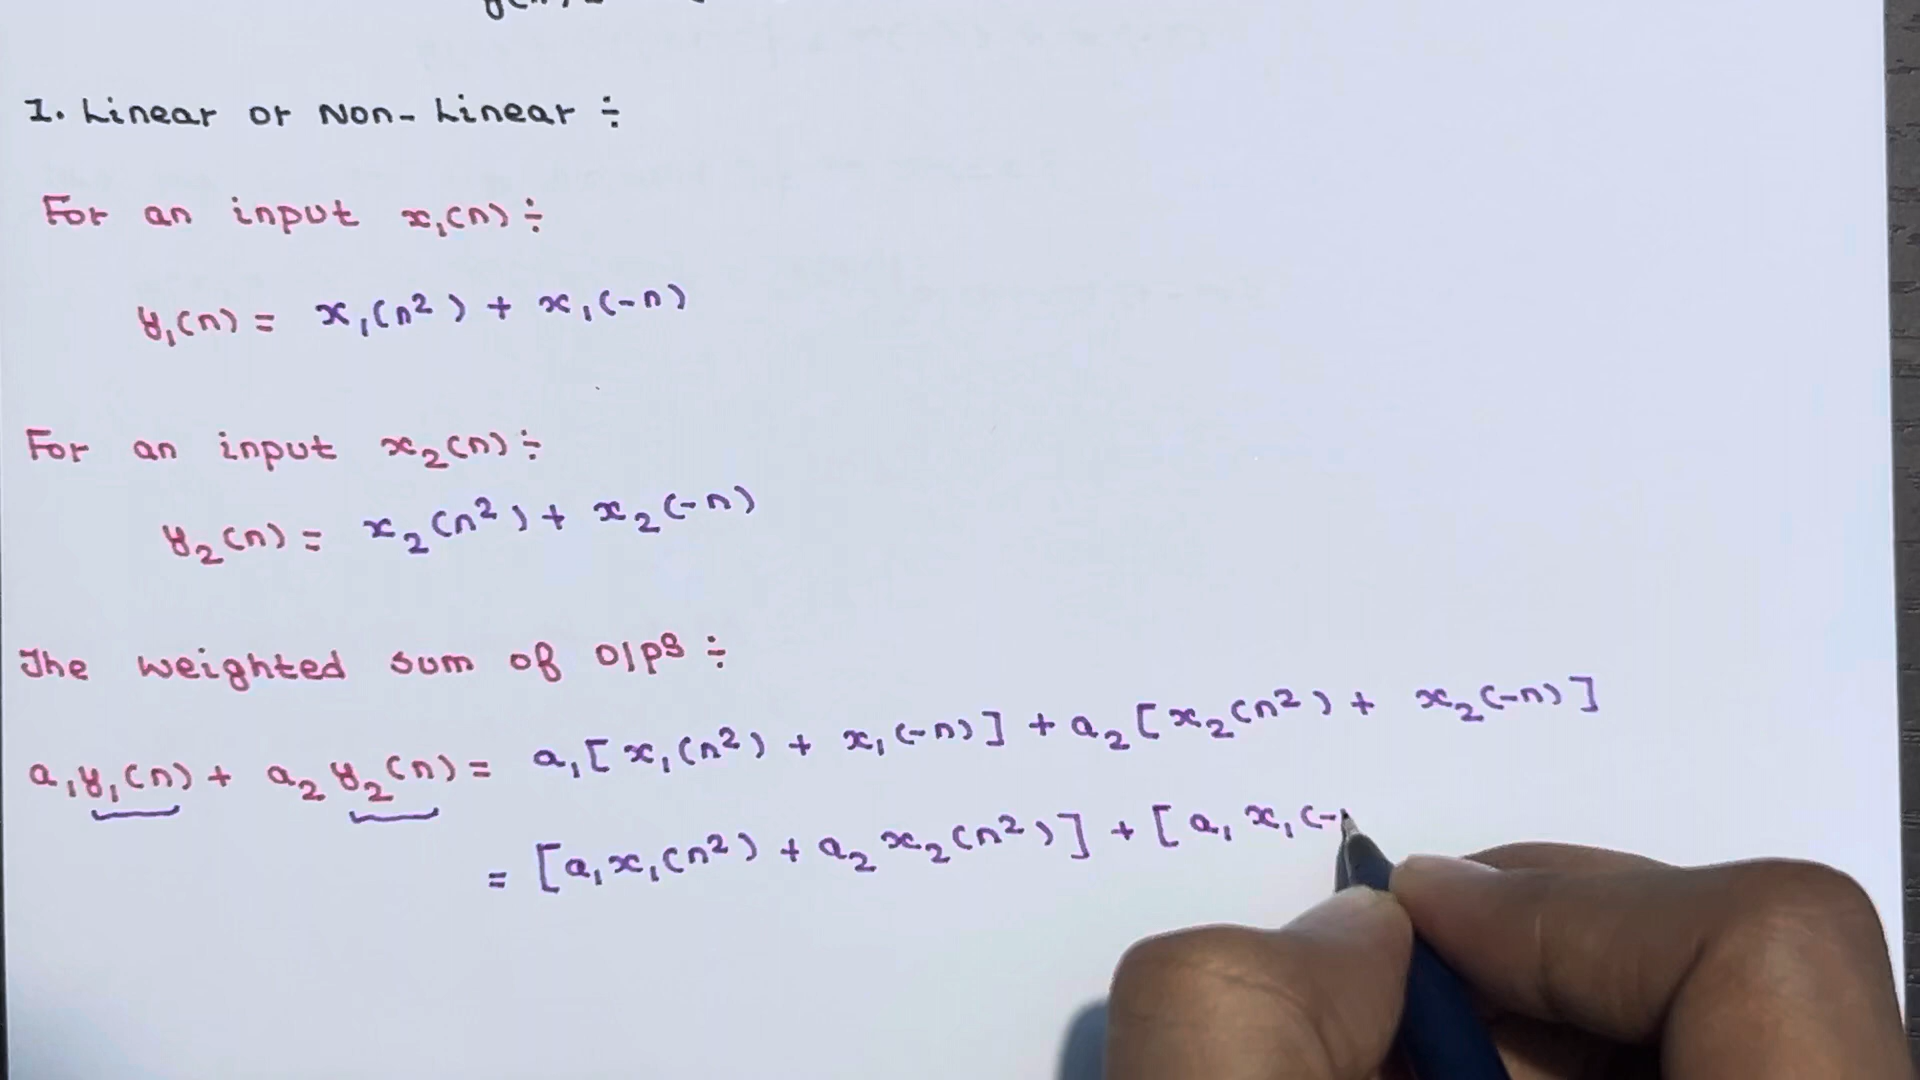 1. Linear or Non-Linear ÷
For an input x₁(n) ÷
y₁(n) = x₁(n²) + x₁(-n)
For an input x₂(n) ÷
y₂(n) = x₂(n²) + x₂(-n)
The weighted sum of O/Ps ÷
a₁y₁(n) + a₂y₂(n) = a₁[x₁(n²) + x₁(-n)] + a₂[x₂(n²) + x₂(-n)]
= [a₁x₁(n²) + a₂x₂(n²)] + [a₁x₁(-